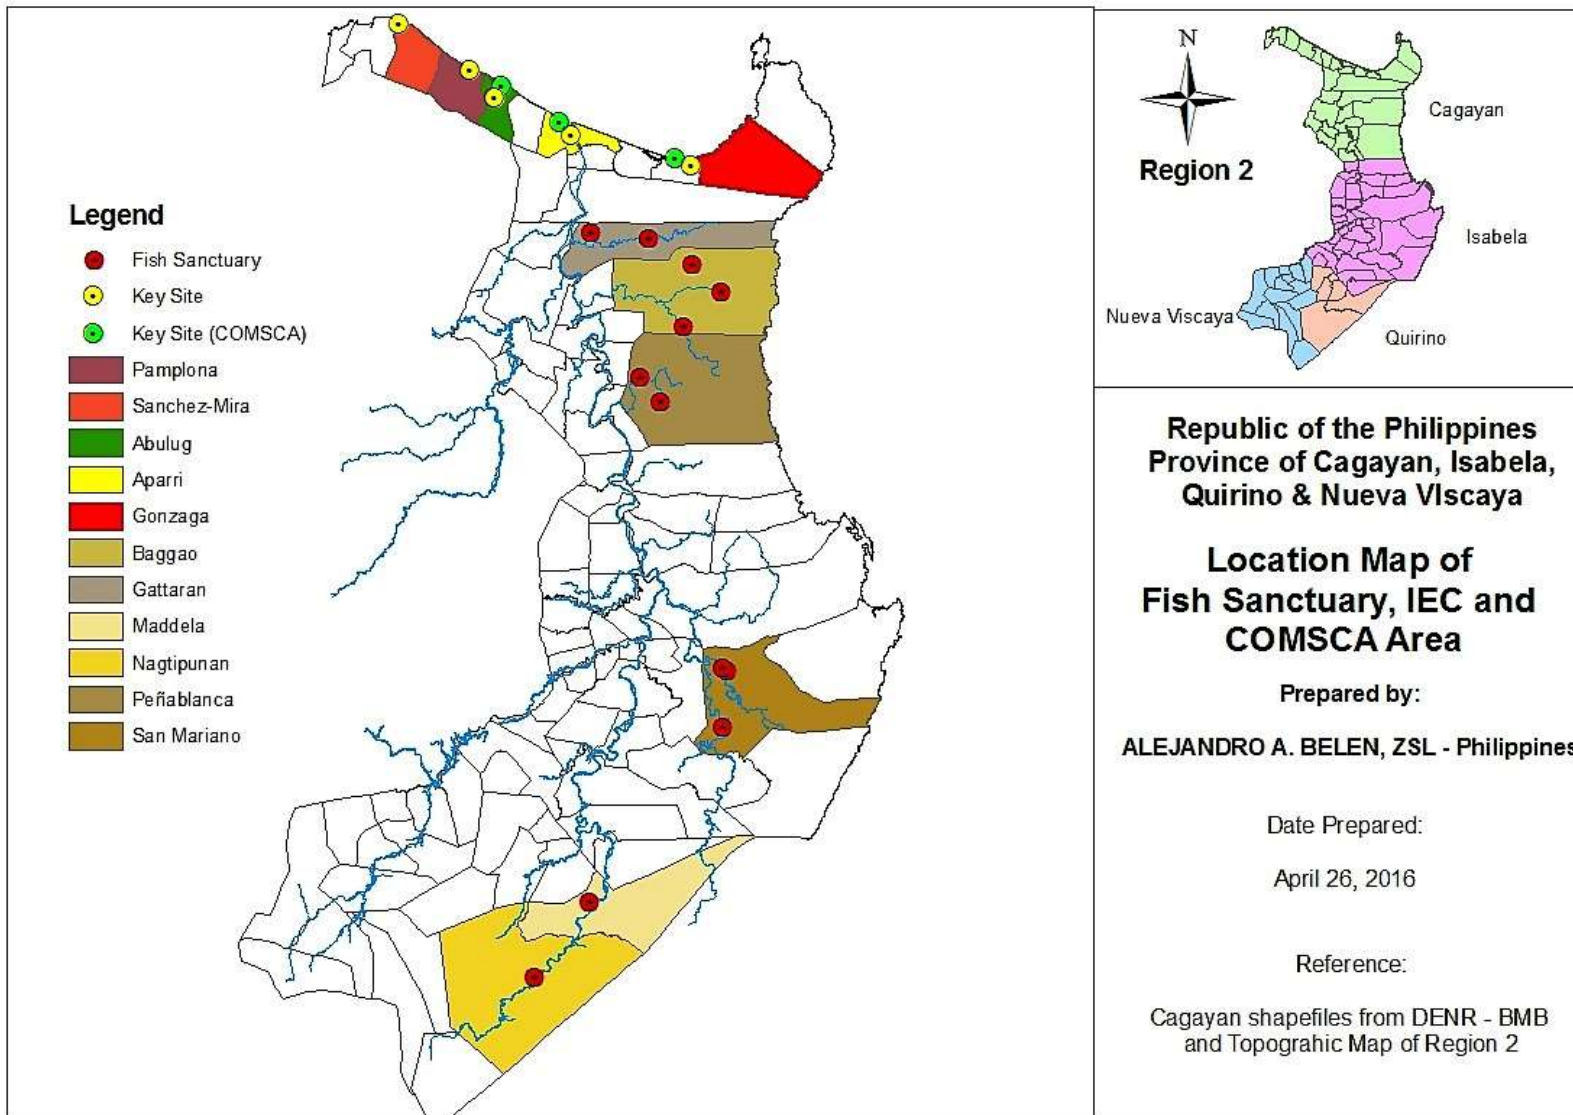 Legend
Fish Sanctuary
Key Site
Key Site (COMSCA)
Pamplona
Sanchez-Mira
Abulug
Aparri
Gonzaga
Baggao
Gattaran
Maddela
Nagtipunan
Peñablanca
San Mariano
N
Region 2
Cagayan
Isabela
Nueva Viscaya
Quirino
Republic of the Philippines
Province of Cagayan, Isabela,
Quirino & Nueva VIscaya
Location Map of
Fish Sanctuary, IEC and
COMSCA Area
Prepared by:
ALEJANDRO A. BELEN, ZSL - Philippines
Date Prepared:
April 26, 2016
Reference:
Cagayan shapefiles from DENR - BMB
and Topograhic Map of Region 2